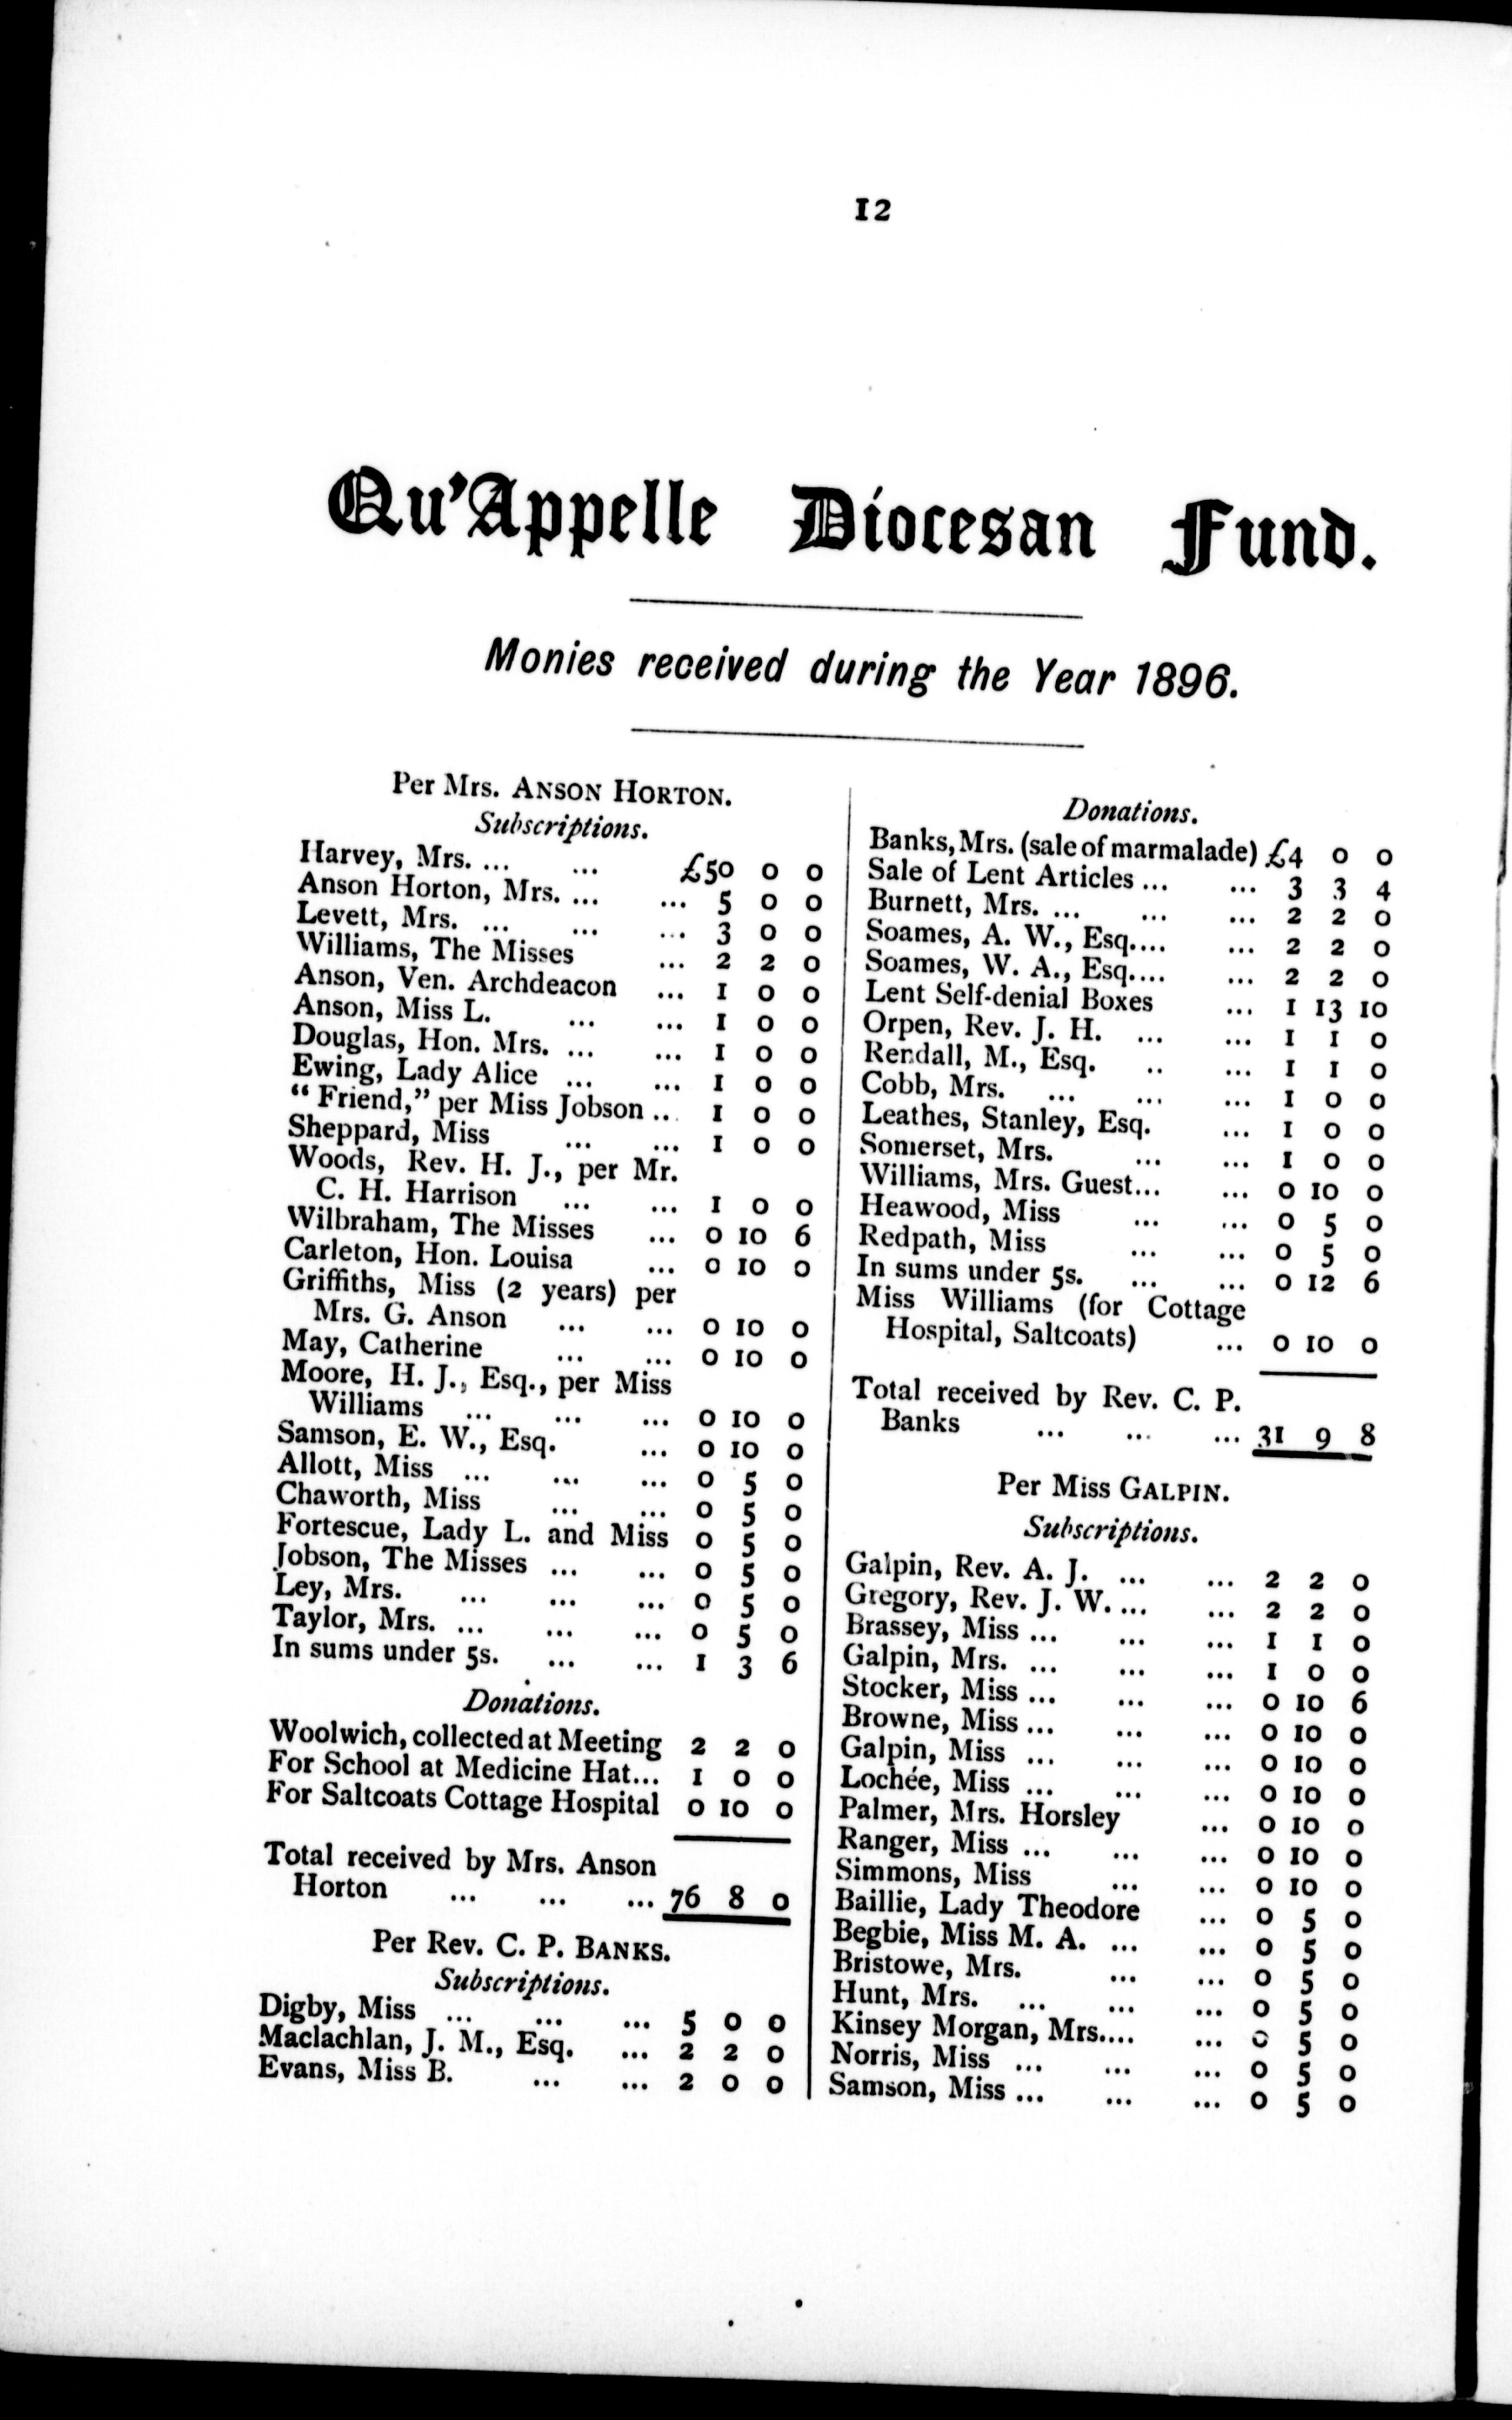 12
Qu'Appelle Diocesan Fund.
Monies received during the Year 1896.
Per Mrs. ANSON HORTON.
Subscriptions.
Harvey, Mrs. ... ... £50 0 0
Anson Horton, Mrs. ... ... 5 0 0
Levett, Mrs. ... ... ... 3 0 0
Williams, The Misses ... 2 2 0
Anson, Ven. Archdeacon ... 1 0 0
Anson, Miss L. ... ... 1 0 0
Douglas, Hon. Mrs. ... ... 1 0 0
Ewing, Lady Alice ... ... 1 0 0
“ Friend,” per Miss Jobson ... 1 0 0
Sheppard, Miss ... ... 1 0 0
Woods, Rev. H. J., per Mr.
C. H. Harrison ... ... 1 0 0
Wilbraham, The Misses ... 0 10 6
Carleton, Hon. Louisa ... 0 10 0
Griffiths, Miss (2 years) per
Mrs. G. Anson ... ... 0 10 0
May, Catherine ... ... 0 10 0
Moore, H. J., Esq., per Miss
Williams ... ... ... 0 10 0
Samson, E. W., Esq. ... 0 10 0
Allott, Miss ... ... ... 0 5 0
Chaworth, Miss ... ... 0 5 0
Fortescue, Lady L. and Miss 0 5 0
Jobson, The Misses ... ... 0 5 0
Ley, Mrs. ... ... ... 0 5 0
Taylor, Mrs. ... ... ... 0 5 0
In sums under 5s. ... ... 1 3 6
Donations.
Woolwich, collected at Meeting 2 2 0
For School at Medicine Hat... 1 0 0
For Saltcoats Cottage Hospital 0 10 0
Total received by Mrs. Anson
Horton ... ... ... 76 8 0
Per Rev. C. P. BANKS.
Subscriptions.
Digby, Miss ... ... ... 5 0 0
Maclachlan, J. M., Esq. ... 2 2 0
Evans, Miss B. ... ... 2 0 0
Donations.
Banks, Mrs. (sale of marmalade) £4 0 0
Sale of Lent Articles ... ... 3 3 4
Burnett, Mrs. ... ... ... 2 2 0
Soames, A. W., Esq.... ... 2 2 0
Soames, W. A., Esq.... ... 2 2 0
Lent Self-denial Boxes ... 1 13 10
Orpen, Rev. J. H. ... ... 1 1 0
Rendall, M., Esq. .. ... 1 1 0
Cobb, Mrs. ... ... ... 1 0 0
Leathes, Stanley, Esq. ... 1 0 0
Somerset, Mrs. ... ... 1 0 0
Williams, Mrs. Guest... ... 0 10 0
Heawood, Miss ... ... 0 5 0
Redpath, Miss ... ... 0 5 0
In sums under 5s. ... ... 0 12 6
Miss Williams (for Cottage
Hospital, Saltcoats) ... 0 10 0
Total received by Rev. C. P.
Banks ... ... ... 31 9 8
Per Miss GALPIN.
Subscriptions.
Galpin, Rev. A. J. ... ... 2 2 0
Gregory, Rev. J. W. ... ... 2 2 0
Brassey, Miss ... ... ... 1 1 0
Galpin, Mrs. ... ... ... 1 0 0
Stocker, Miss ... ... ... 0 10 6
Browne, Miss ... ... ... 0 10 0
Galpin, Miss ... ... ... 0 10 0
Lochée, Miss ... ... ... 0 10 0
Palmer, Mrs. Horsley ... 0 10 0
Ranger, Miss ... ... ... 0 10 0
Simmons, Miss ... ... 0 10 0
Baillie, Lady Theodore ... 0 5 0
Begbie, Miss M. A. ... ... 0 5 0
Bristowe, Mrs. ... ... 0 5 0
Hunt, Mrs. ... ... ... 0 5 0
Kinsey Morgan, Mrs.... ... 0 5 0
Norris, Miss ... ... ... 0 5 0
Samson, Miss ... ... ... 0 5 0